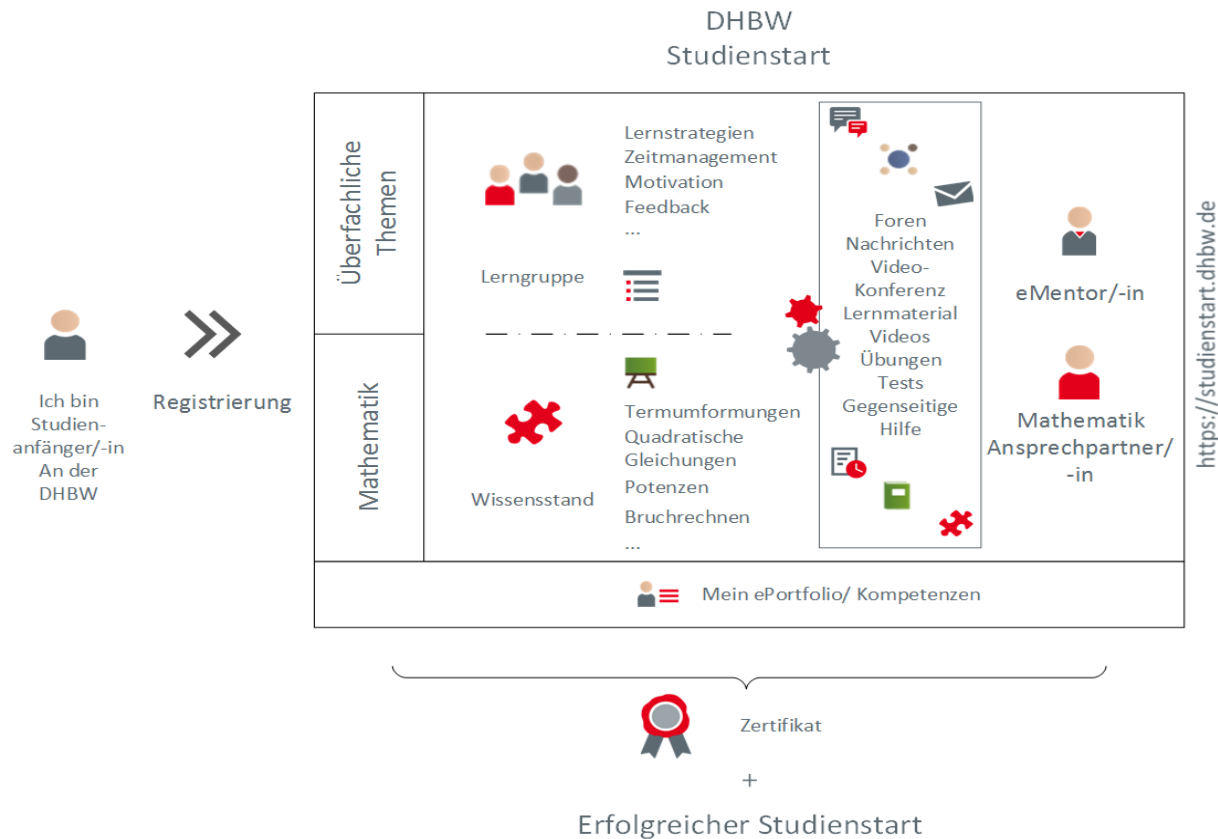 DHBW
Studienstart
Ich bin
Studien-
anfänger/-in
An der
DHBW
Registrierung
Überfachliche
Themen
Lerngruppe
Lernstrategien
Zeitmanagement
Motivation
Feedback
...
Mathematik
Wissensstand
Termumformungen
Quadratische
Gleichungen
Potenzen
Bruchrechnen
...
Foren
Nachrichten
Video-
Konferenz
Lernmaterial
Videos
Übungen
Tests
Gegenseitige
Hilfe
eMentor/-in
Mathematik
Ansprechpartner/
-in
https://studienstart.dhbw.de
Mein ePortfolio/ Kompetenzen
Zertifikat
+
Erfolgreicher Studienstart